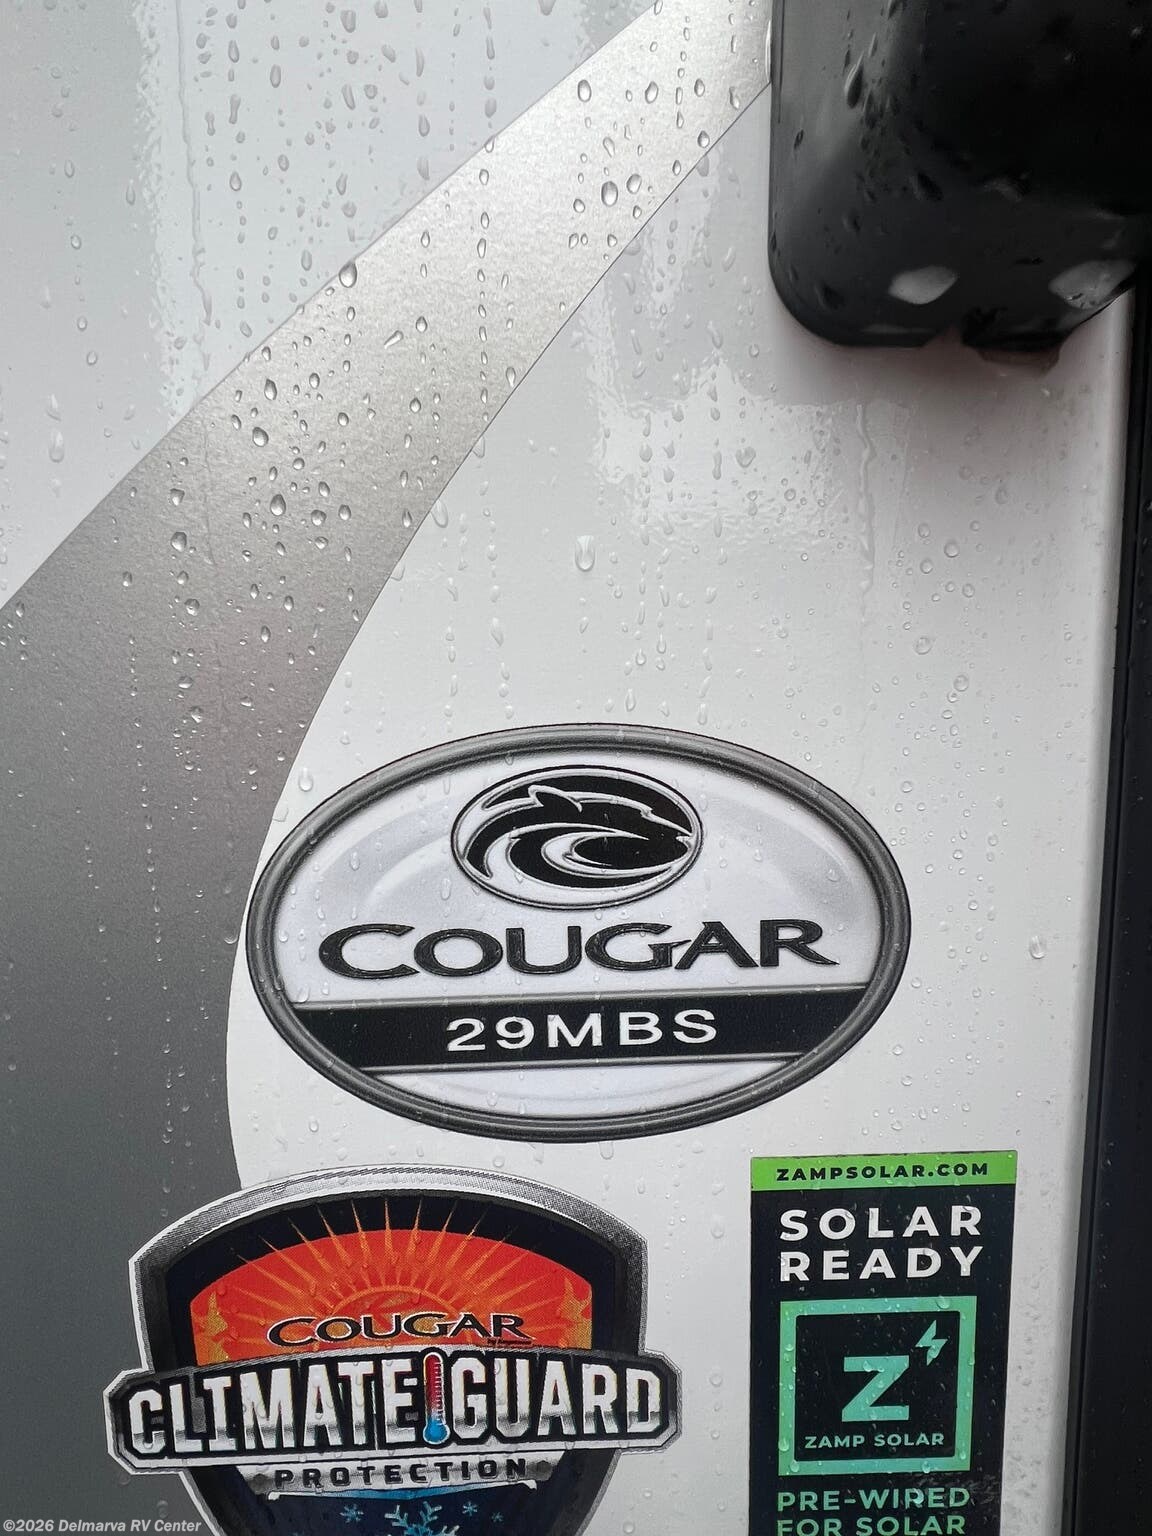 COUGAR
29MBS
ZAMPSOLAR.COM
SOLAR
READY
Z
ZAMP SOLAR
PRE-WIRED
FOR SOLAR
COUGAR
CLIMATE GUARD
PROTECTION
©2026 Delmarva RV Center